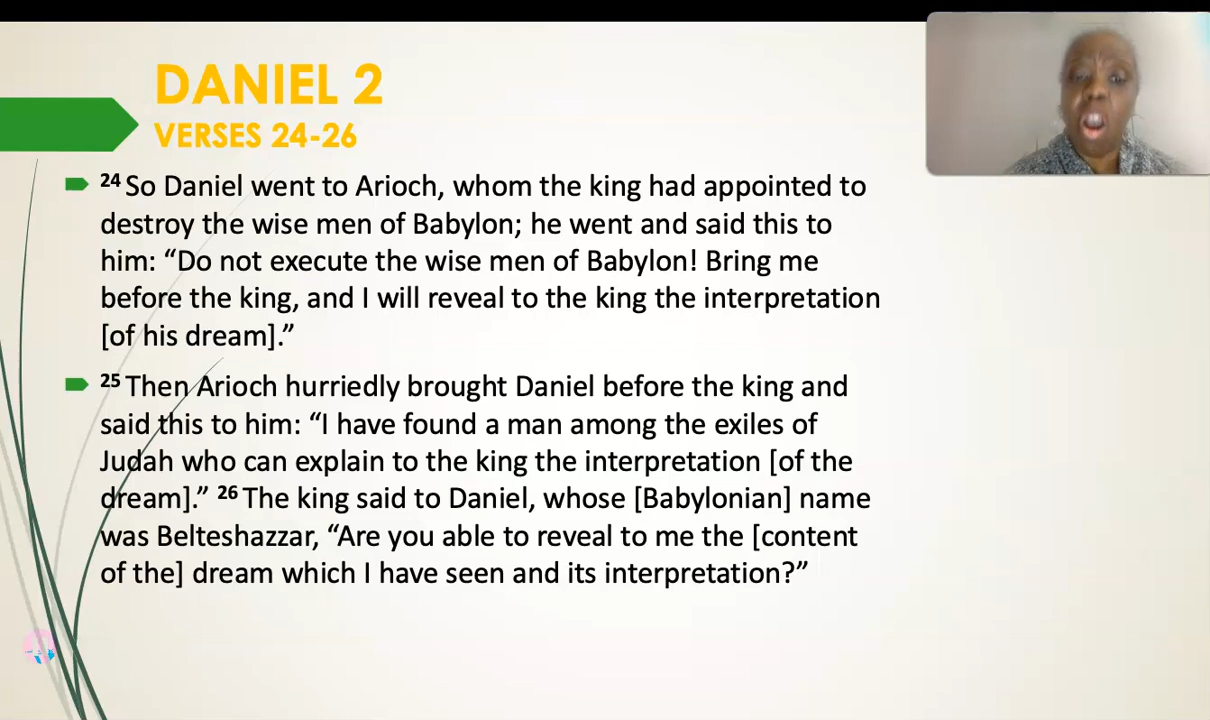 DANIEL 2
VERSES 24-26
24 So Daniel went to Arioch, whom the king had appointed to
destroy the wise men of Babylon; he went and said this to
him: “Do not execute the wise men of Babylon! Bring me
before the king, and I will reveal to the king the interpretation
[of his dream].”
25 Then Arioch hurriedly brought Daniel before the king and
said this to him: “I have found a man among the exiles of
Judah who can explain to the king the interpretation [of the
dream].” 26 The king said to Daniel, whose [Babylonian] name
was Belteshazzar, “Are you able to reveal to me the [content
of the] dream which I have seen and its interpretation?”